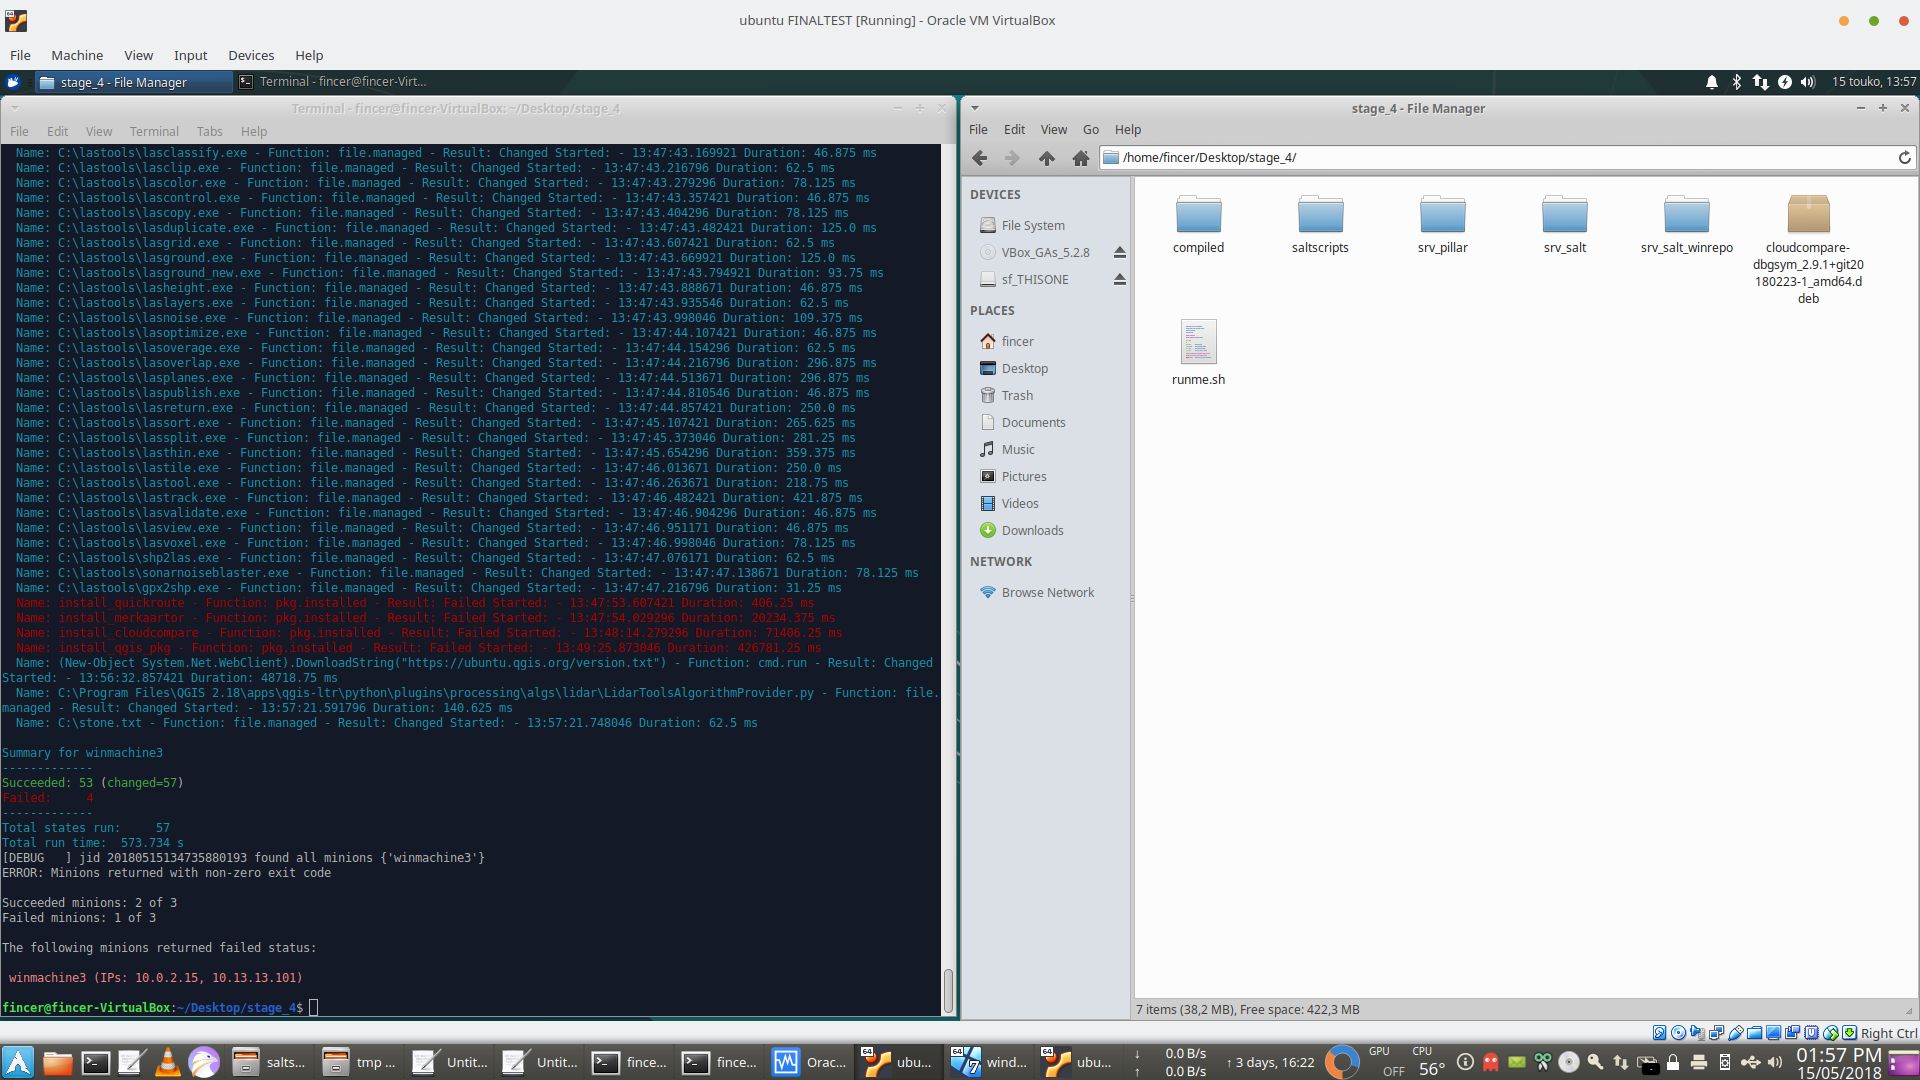 ubuntu FINALTEST [Running] - Oracle VM VirtualBox
File Machine View Input Devices Help
stage_4 - File Manager
Terminal - fincer@fincer-Virt...
15 touko, 13:57
Terminal - fincer@fincer-VirtualBox: ~/Desktop/stage_4
File Edit View Terminal Tabs Help
Name: C:\lastools\lasclassify.exe - Function: file.managed - Result: Changed Started: - 13:47:43.169921 Duration: 46.875 ms
Name: C:\lastools\lasclip.exe - Function: file.managed - Result: Changed Started: - 13:47:43.216796 Duration: 62.5 ms
Name: C:\lastools\lascolor.exe - Function: file.managed - Result: Changed Started: - 13:47:43.279296 Duration: 78.125 ms
Name: C:\lastools\lascontrol.exe - Function: file.managed - Result: Changed Started: - 13:47:43.357421 Duration: 46.875 ms
Name: C:\lastools\lascopy.exe - Function: file.managed - Result: Changed Started: - 13:47:43.404296 Duration: 78.125 ms
Name: C:\lastools\lasduplicate.exe - Function: file.managed - Result: Changed Started: - 13:47:43.482421 Duration: 125.0 ms
Name: C:\lastools\lasgrid.exe - Function: file.managed - Result: Changed Started: - 13:47:43.607421 Duration: 62.5 ms
Name: C:\lastools\lasground.exe - Function: file.managed - Result: Changed Started: - 13:47:43.669921 Duration: 125.0 ms
Name: C:\lastools\lasground_new.exe - Function: file.managed - Result: Changed Started: - 13:47:43.794921 Duration: 93.75 ms
Name: C:\lastools\lasheight.exe - Function: file.managed - Result: Changed Started: - 13:47:43.888671 Duration: 46.875 ms
Name: C:\lastools\laslayers.exe - Function: file.managed - Result: Changed Started: - 13:47:43.935546 Duration: 62.5 ms
Name: C:\lastools\lasnoise.exe - Function: file.managed - Result: Changed Started: - 13:47:43.998046 Duration: 109.375 ms
Name: C:\lastools\lasoptimize.exe - Function: file.managed - Result: Changed Started: - 13:47:44.107421 Duration: 46.875 ms
Name: C:\lastools\lasoverage.exe - Function: file.managed - Result: Changed Started: - 13:47:44.154296 Duration: 62.5 ms
Name: C:\lastools\lasoverlap.exe - Function: file.managed - Result: Changed Started: - 13:47:44.216796 Duration: 296.875 ms
Name: C:\lastools\lasplanes.exe - Function: file.managed - Result: Changed Started: - 13:47:44.513671 Duration: 296.875 ms
Name: C:\lastools\laspublish.exe - Function: file.managed - Result: Changed Started: - 13:47:44.810546 Duration: 46.875 ms
Name: C:\lastools\lasreturn.exe - Function: file.managed - Result: Changed Started: - 13:47:44.857421 Duration: 250.0 ms
Name: C:\lastools\lassort.exe - Function: file.managed - Result: Changed Started: - 13:47:45.107421 Duration: 265.625 ms
Name: C:\lastools\lassplit.exe - Function: file.managed - Result: Changed Started: - 13:47:45.373046 Duration: 281.25 ms
Name: C:\lastools\lasthin.exe - Function: file.managed - Result: Changed Started: - 13:47:45.654296 Duration: 359.375 ms
Name: C:\lastools\lastile.exe - Function: file.managed - Result: Changed Started: - 13:47:46.013671 Duration: 250.0 ms
Name: C:\lastools\lastool.exe - Function: file.managed - Result: Changed Started: - 13:47:46.263671 Duration: 218.75 ms
Name: C:\lastools\lastrack.exe - Function: file.managed - Result: Changed Started: - 13:47:46.482421 Duration: 421.875 ms
Name: C:\lastools\lasvalidate.exe - Function: file.managed - Result: Changed Started: - 13:47:46.904296 Duration: 46.875 ms
Name: C:\lastools\lasview.exe - Function: file.managed - Result: Changed Started: - 13:47:46.951171 Duration: 46.875 ms
Name: C:\lastools\lasvoxel.exe - Function: file.managed - Result: Changed Started: - 13:47:46.998046 Duration: 78.125 ms
Name: C:\lastools\shp2las.exe - Function: file.managed - Result: Changed Started: - 13:47:47.076171 Duration: 62.5 ms
Name: C:\lastools\sonarnoiseblaster.exe - Function: file.managed - Result: Changed Started: - 13:47:47.138671 Duration: 78.125 ms
Name: C:\lastools\gpx2shp.exe - Function: file.managed - Result: Changed Started: - 13:47:47.216796 Duration: 31.25 ms
Name: install_quickroute - Function: pkg.installed - Result: Failed Started: - 13:47:53.607421 Duration: 406.25 ms
Name: install_merkaartor - Function: pkg.installed - Result: Failed Started: - 13:47:54.029296 Duration: 20234.375 ms
Name: install_cloudcompare - Function: pkg.installed - Result: Failed Started: - 13:48:14.279296 Duration: 71406.25 ms
Name: install_qgis_pkg - Function: pkg.installed - Result: Failed Started: - 13:49:25.873046 Duration: 426781.25 ms
Name: (New-Object System.Net.WebClient).DownloadString("https://ubuntu.qgis.org/version.txt") - Function: cmd.run - Result: Changed
Started: - 13:56:32.857421 Duration: 48718.75 ms
Name: C:\Program Files\QGIS 2.18\apps\qgis-ltr\python\plugins\processing\algs\lidar\LidarToolsAlgorithmProvider.py - Function: file.
managed - Result: Changed Started: - 13:57:21.591796 Duration: 140.625 ms
Name: C:\stone.txt - Function: file.managed - Result: Changed Started: - 13:57:21.748046 Duration: 62.5 ms
Summary for winmachine3
-------------
Succeeded: 53 (changed=57)
Failed: 4
-------------
Total states run: 57
Total run time: 573.734 s
[DEBUG ] jid 20180515134735880193 found all minions {'winmachine3'}
ERROR: Minions returned with non-zero exit code
Succeeded minions: 2 of 3
Failed minions: 1 of 3
The following minions returned failed status:
winmachine3 (IPs: 10.0.2.15, 10.13.13.101)
fincer@fincer-VirtualBox:~/Desktop/stage_4$
stage_4 - File Manager
File Edit View Go Help
/home/fincer/Desktop/stage_4/
DEVICES
File System
VBox_GAs_5.2.8
sf_THISONE
PLACES
fincer
Desktop
Trash
Documents
Music
Pictures
Videos
Downloads
NETWORK
Browse Network
compiled
saltscripts
srv_pillar
srv_salt
srv_salt_winrepo
cloudcompare-
dbgsym_2.9.1+git20
180223-1_amd64.d
deb
runme.sh
7 items (38,2 MB), Free space: 422,3 MB
Right Ctrl
salts...
tmp ...
Untit...
Untit...
fince...
fince...
Orac...
64
ubu...
64
7
wind...
64
ubu...
↓ 0.0 B/s
↑ 0.0 B/s
↑ 3 days, 16:22
GPU
OFF
CPU
56°
01:57 PM
15/05/2018